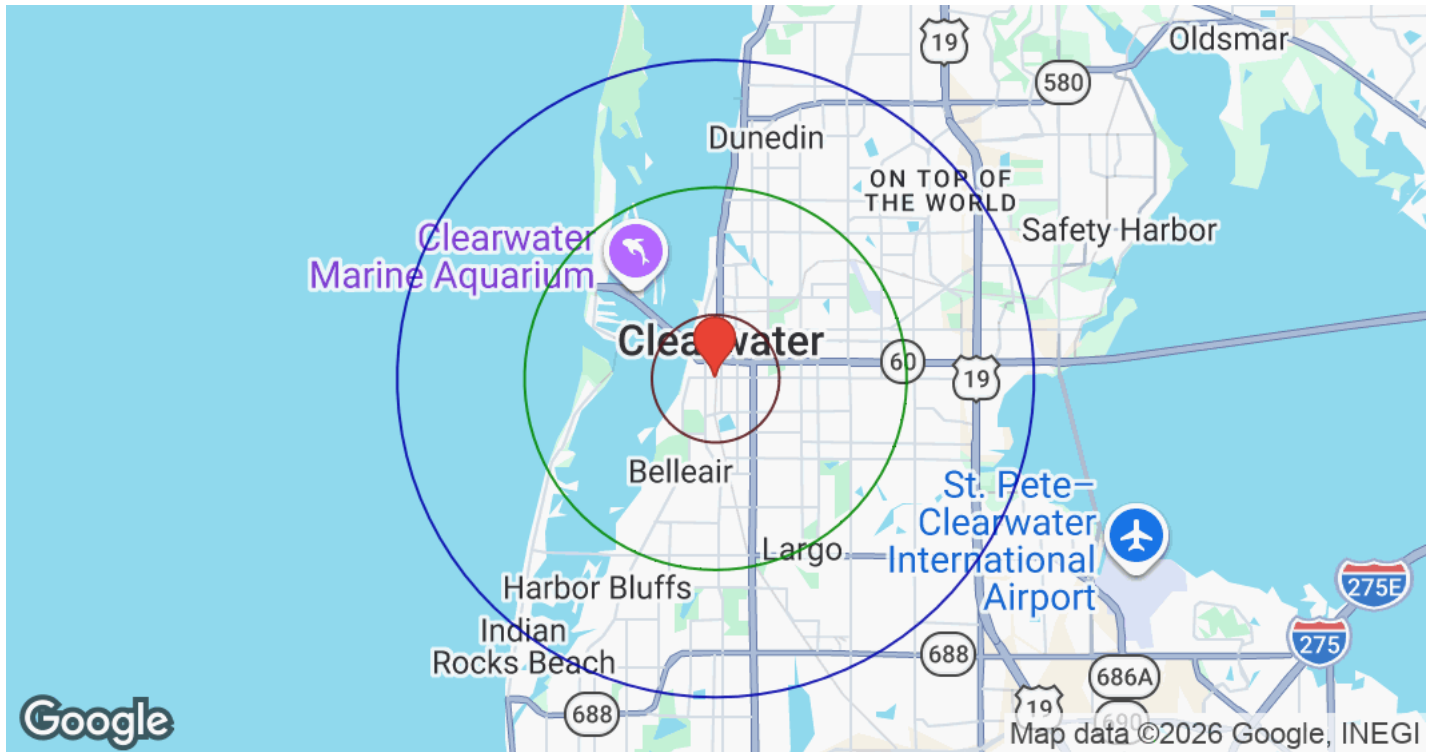 19
Oldsmar
580
Dunedin
ON TOP OF
THE WORLD
Safety Harbor
Clearwater
Marine Aquarium
Clearwater
60
19
Belleair
St. Pete–
Clearwater
International
Airport
Largo
Harbor Bluffs
275E
Indian
Rocks Beach
275
688
686A
688
19
690
Google
Map data ©2026 Google, INEGI